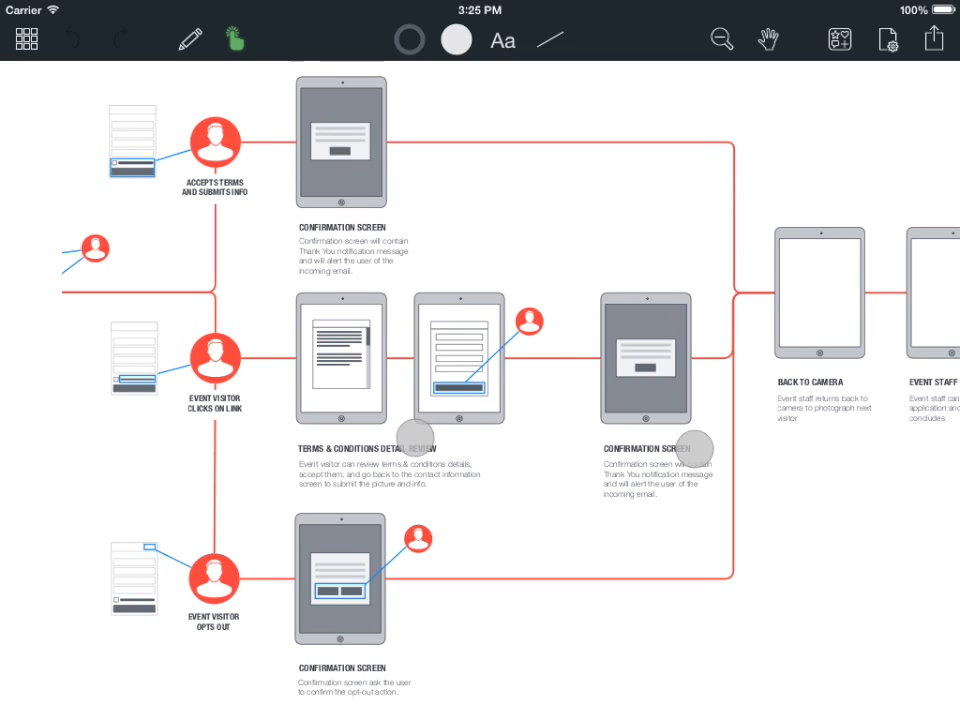 Carrier
3:25 PM
100%
Aa
ACCEPTS TERMS
AND SUBMITS INFO
CONFIRMATION SCREEN
Confirmation screen will contain
Thank You notification message
and will alert the user of the
incoming email.
EVENT VISITOR
CLICKS ON LINK
TERMS & CONDITIONS DETAIL REVIEW
Event visitor can review terms & conditions details,
accept them, and go back to the contact information
screen to submit the picture and info.
CONFIRMATION SCREEN
Confirmation screen will contain
Thank You notification message
and will alert the user of the
incoming email.
BACK TO CAMERA
Event staff returns back to
camera to photograph next
visitor
EVENT STAFF
Event staff can
application and
concludes
EVENT VISITOR
OPTS OUT
CONFIRMATION SCREEN
Confirmation screen ask the user
to confirm the opt-out action.